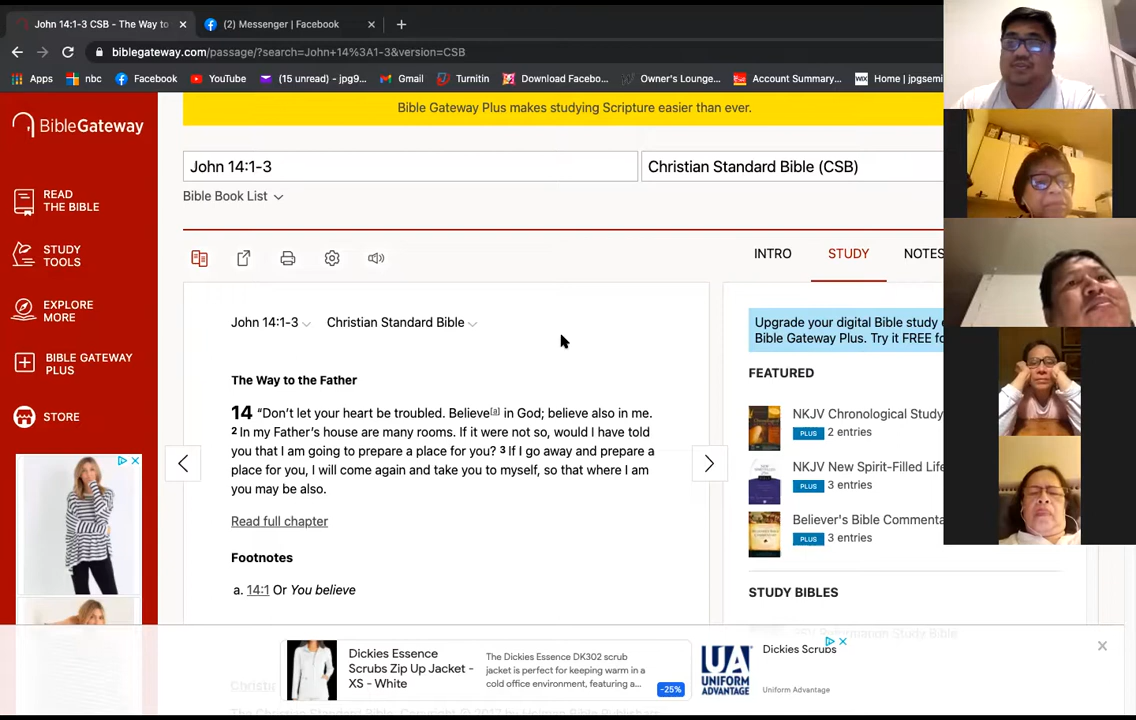 John 14:1-3 CSB - The Way to
(2) Messenger | Facebook
biblegateway.com/passage/?search=John+14%3A1-3&version=CSB
Apps
nbc
Facebook
YouTube
(15 unread) - jpg9...
Gmail
Turnitin
Download Facebo...
Owner's Lounge...
Account Summary...
WIX
Home | jpgsemi
Bible Gateway Plus makes studying Scripture easier than ever.
BibleGateway
John 14:1-3
Christian Standard Bible (CSB)
Bible Book List
READ
THE BIBLE
STUDY
TOOLS
EXPLORE
MORE
BIBLE GATEWAY
PLUS
STORE
INTRO
STUDY
NOTES
John 14:1-3
Christian Standard Bible
The Way to the Father
14 “Don’t let your heart be troubled. Believe[a] in God; believe also in me.
2 In my Father’s house are many rooms. If it were not so, would I have told
you that I am going to prepare a place for you? 3 If I go away and prepare a
place for you, I will come again and take you to myself, so that where I am
you may be also.
Read full chapter
Footnotes
a. 14:1 Or You believe
Upgrade your digital Bible study
Bible Gateway Plus. Try it FREE fo
FEATURED
NKJV Chronological Study
PLUS 2 entries
NKJV New Spirit-Filled Life
PLUS 3 entries
Believer's Bible Commenta
PLUS 3 entries
STUDY BIBLES
Reformation Study Bible
Dickies Essence
Scrubs Zip Up Jacket -
XS - White
The Dickies Essence DK302 scrub
jacket is perfect for keeping warm in a
cold office environment, featuring a...
-25%
UA
UNIFORM
ADVANTAGE
Dickies Scrubs
Uniform Advantage